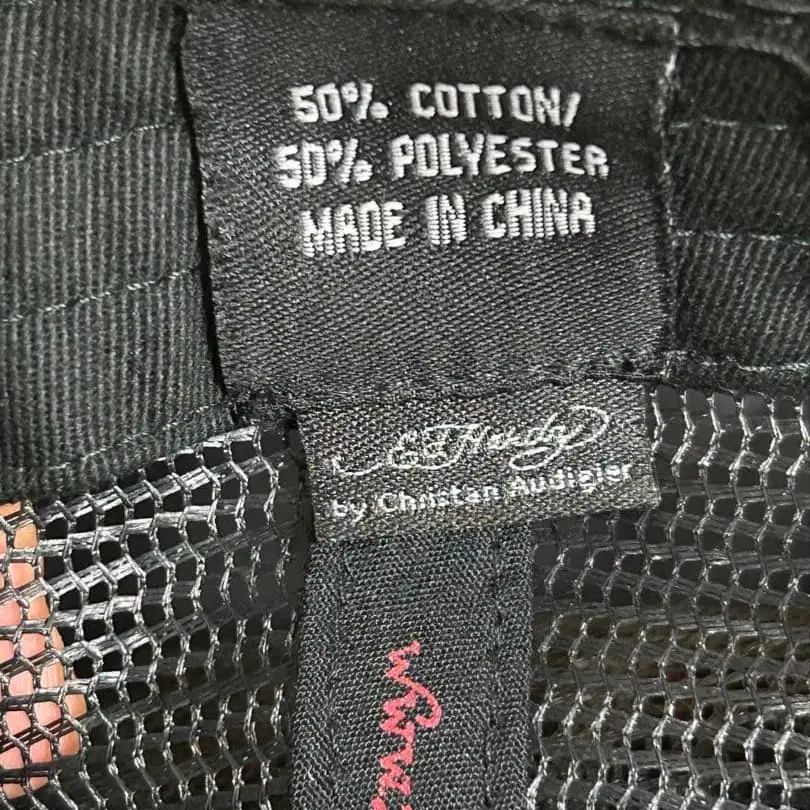 50% COTTON/
50% POLYESTER
MADE IN CHINA
Ed Hardy
by Christian Audigier